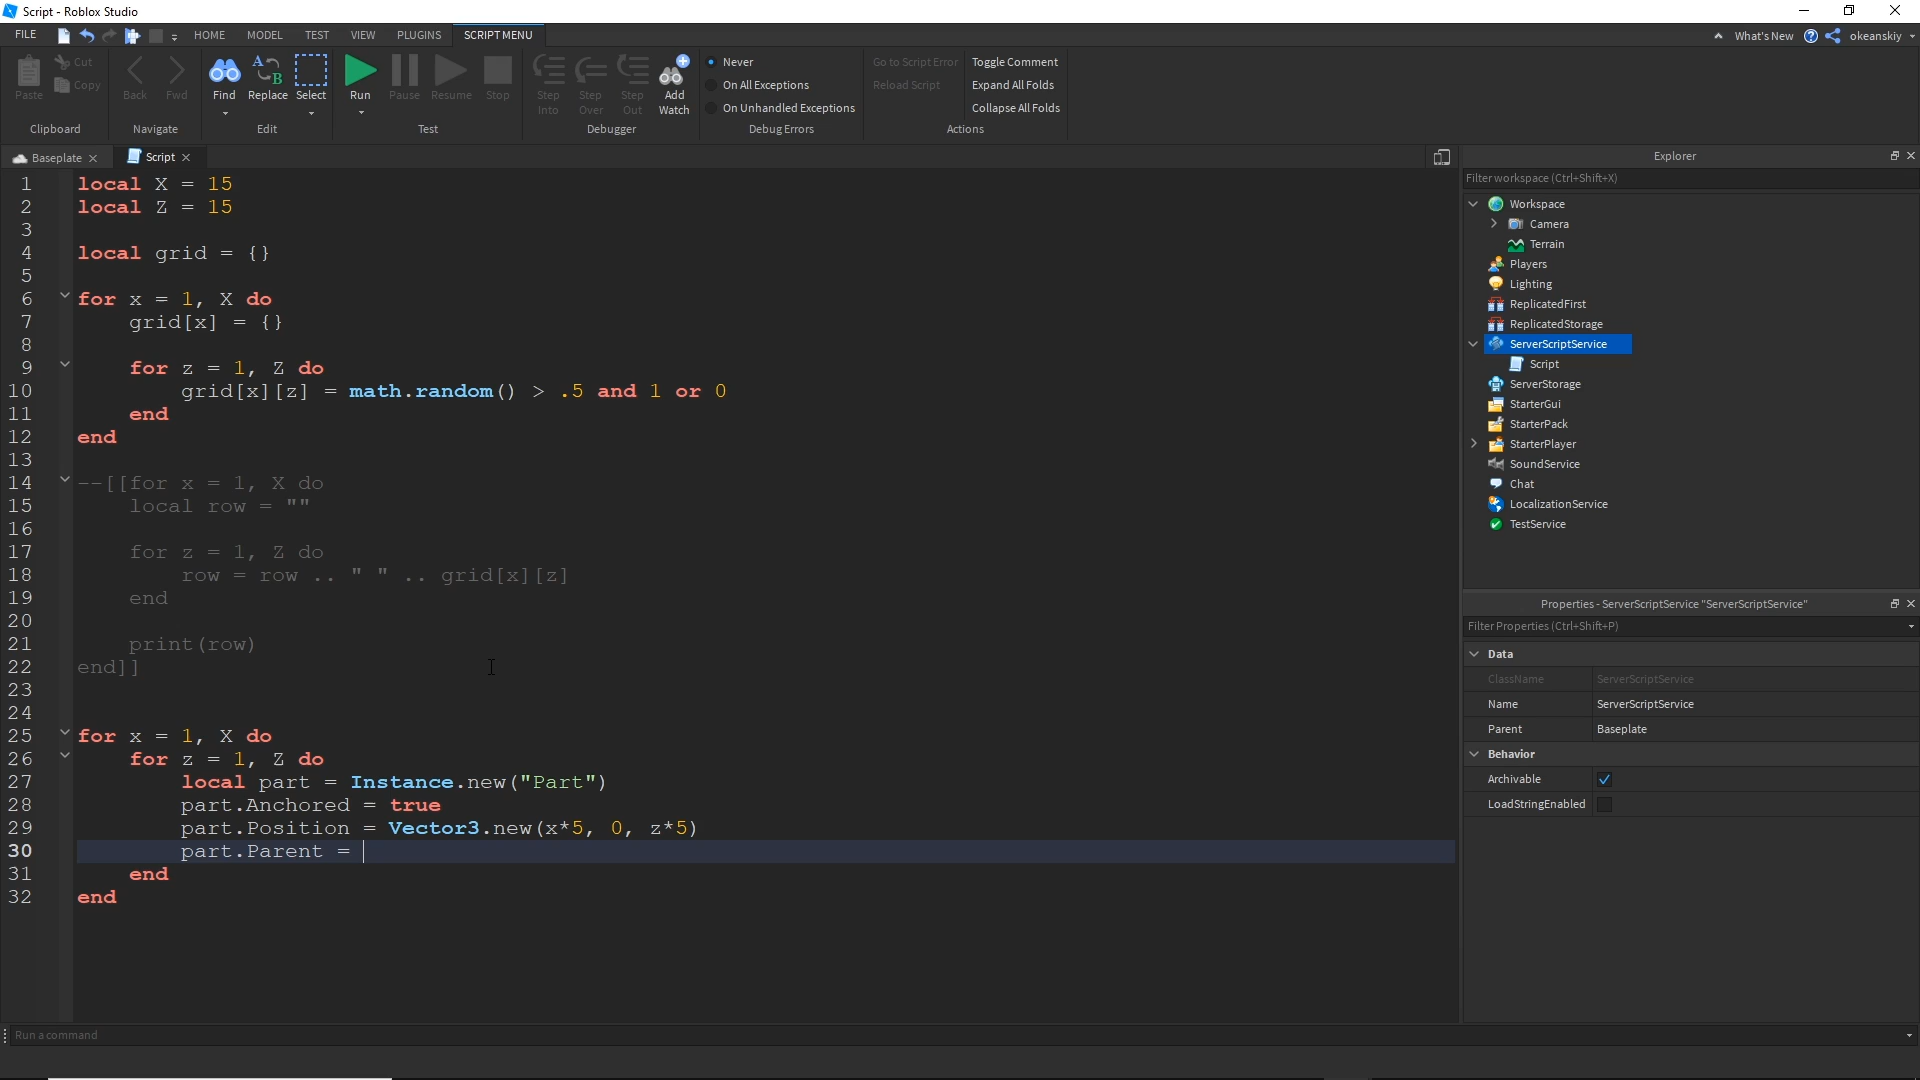 Script - Roblox Studio
FILE HOME MODEL TEST VIEW PLUGINS SCRIPT MENU What's New okeanskiy
Paste Cut Copy Back Fwd Find Replace Select Run Pause Resume Stop Step Into Step Over Step Out Add Watch
Never
On All Exceptions
On Unhandled Exceptions
Go to Script Error
Reload Script
Toggle Comment
Expand All Folds
Collapse All Folds
Clipboard Navigate Edit Test Debugger Debug Errors Actions
Baseplate Script
1 local X = 15
2 local Z = 15
3
4 local grid = {}
5
6 for x = 1, X do
7 grid[x] = {}
8
9 for z = 1, Z do
10 grid[x][z] = math.random() > .5 and 1 or 0
11 end
12 end
13
14 --[[for x = 1, X do
15 local row = ""
16
17 for z = 1, Z do
18 row = row .. " " .. grid[x][z]
19 end
20
21 print(row)
22 end]]
23
24
25 for x = 1, X do
26 for z = 1, Z do
27 local part = Instance.new("Part")
28 part.Anchored = true
29 part.Position = Vector3.new(x*5, 0, z*5)
30 part.Parent =
31 end
32 end
Explorer
Filter workspace (Ctrl+Shift+X)
Workspace
Camera
Terrain
Players
Lighting
ReplicatedFirst
ReplicatedStorage
ServerScriptService
Script
ServerStorage
StarterGui
StarterPack
StarterPlayer
SoundService
Chat
LocalizationService
TestService
Properties - ServerScriptService "ServerScriptService"
Filter Properties (Ctrl+Shift+P)
Data
ClassName ServerScriptService
Name ServerScriptService
Parent Baseplate
Behavior
Archivable
LoadStringEnabled
Run a command